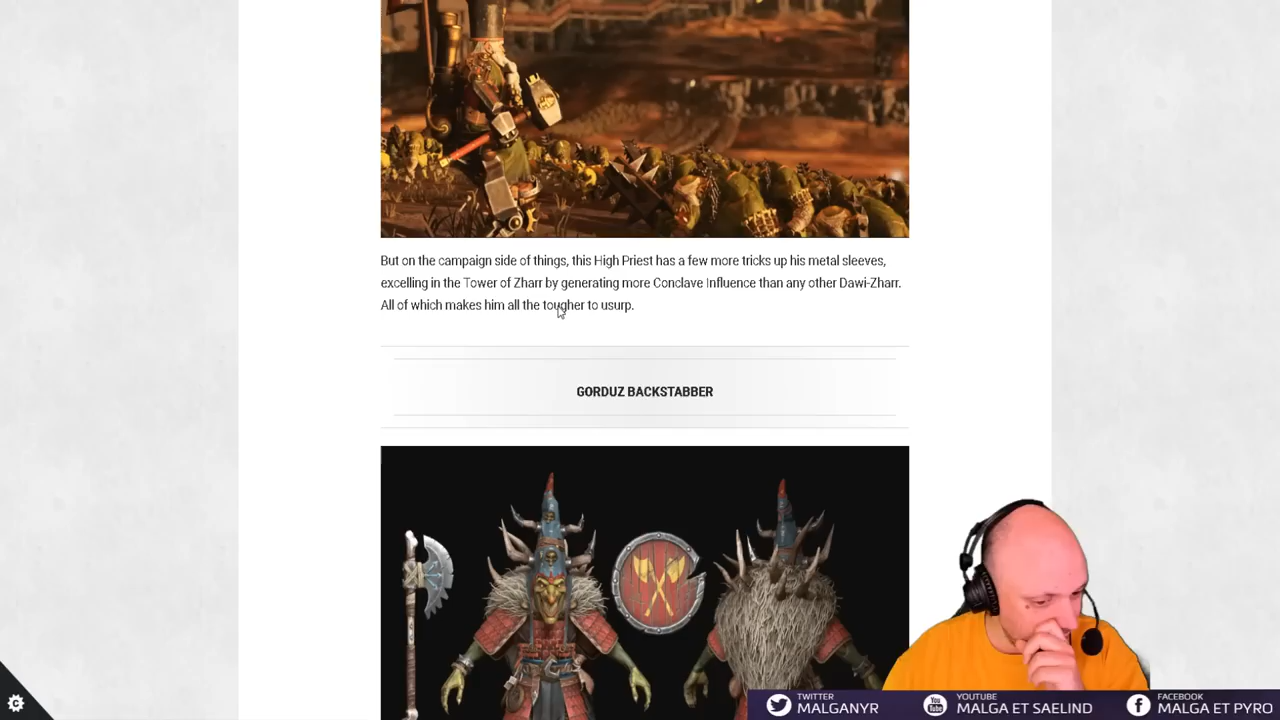 But on the campaign side of things, this High Priest has a few more tricks up his metal sleeves,
excelling in the Tower of Zharr by generating more Conclave Influence than any other Dawi-Zharr.
All of which makes him all the tougher to usurp.
GORDUZ BACKSTABBER
TWITTER
MALGANYR
YOUTUBE
MALGA ET SAELIND
FACEBOOK
MALGA ET PYRO